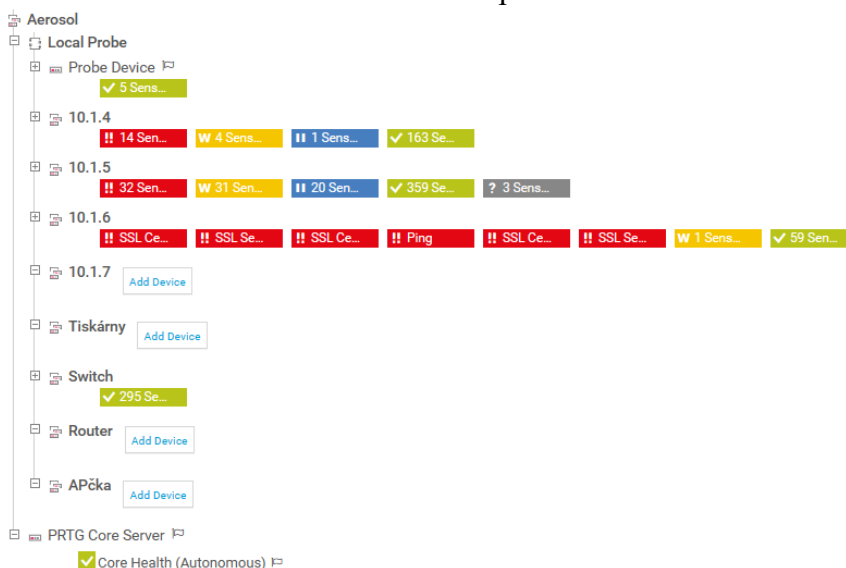 Aerosol
Local Probe
Probe Device
5 Sens...
10.1.4
!! 14 Sen... W 4 Sens... II 1 Sens... 163 Se...
10.1.5
!! 32 Sen... W 31 Sen... II 20 Sen... 359 Se... ? 3 Sens...
10.1.6
!! SSL Ce... !! SSL Se... !! SSL Ce... !! Ping !! SSL Ce... !! SSL Se... W 1 Sens... 59 Sen...
10.1.7 Add Device
Tiskárny Add Device
Switch
295 Se...
Router Add Device
APčka Add Device
PRTG Core Server
Core Health (Autonomous)